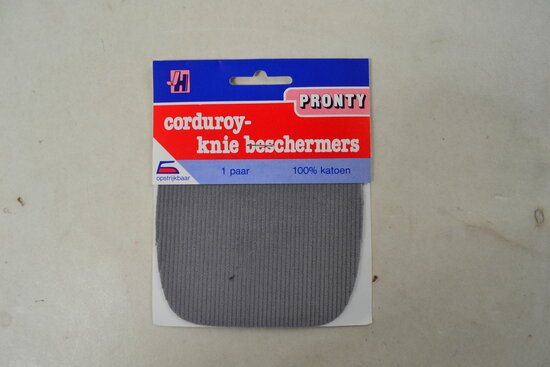 H
PRONTY
corduroy-
knie beschermers
opstrijkbaar
1 paar
100% katoen